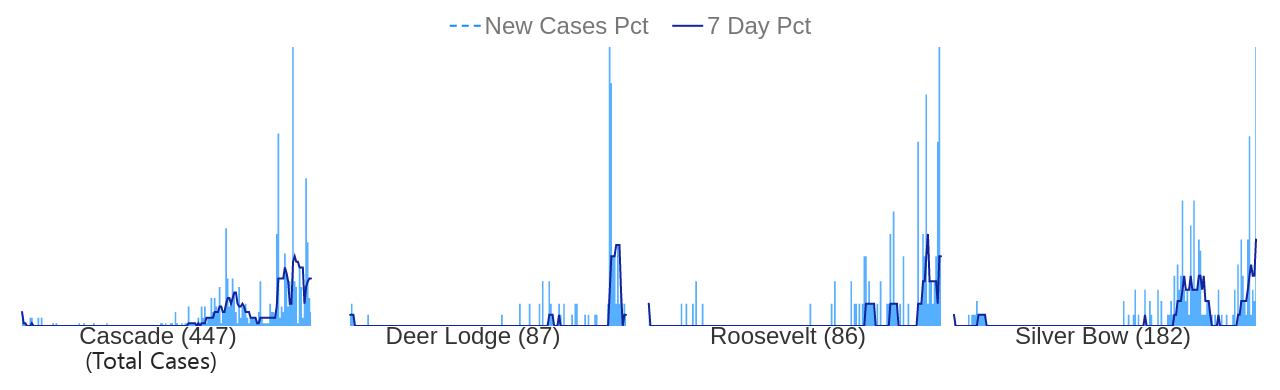 New Cases Pct 7 Day Pct
Cascade (447) Deer Lodge (87) Roosevelt (86) Silver Bow (182)
(Total Cases)